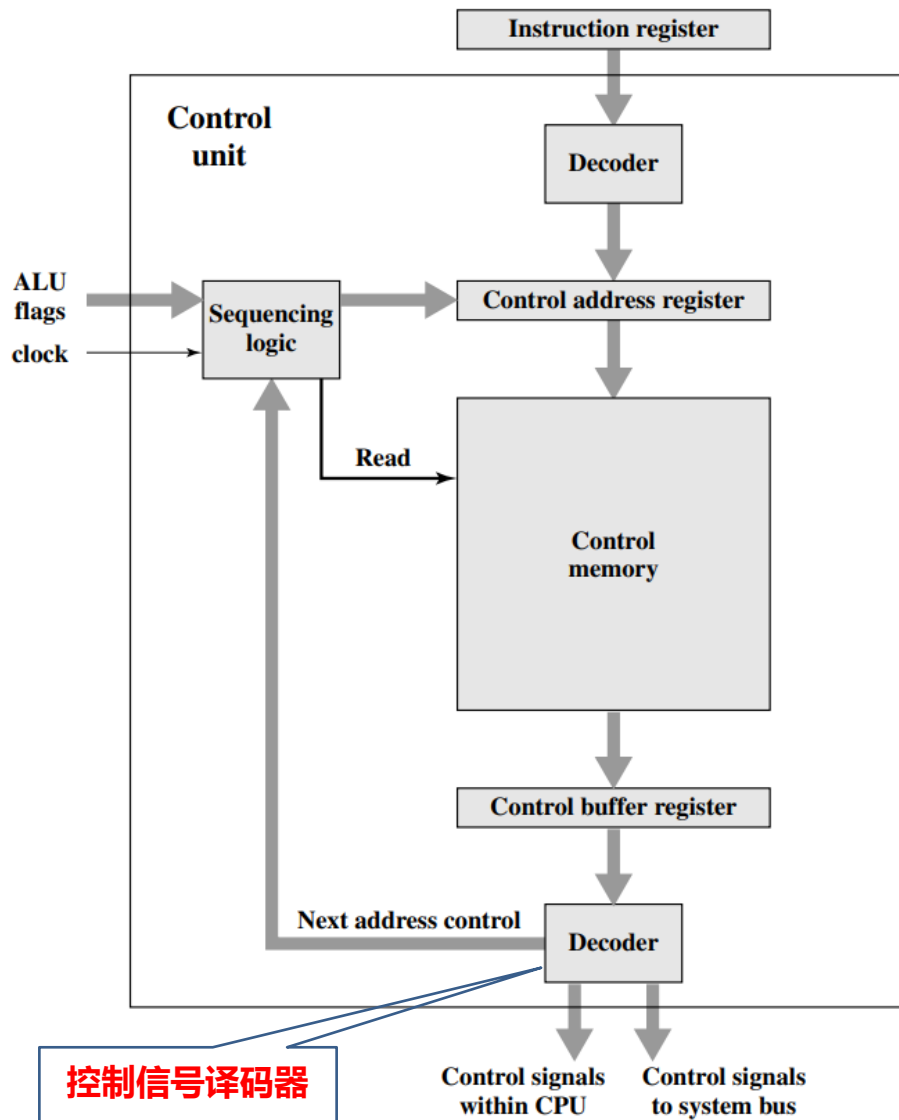 Instruction register
Control
unit
Decoder
ALU
flags
clock
Sequencing
logic
Control address register
Read
Control
memory
Control buffer register
Next address control
Decoder
控制信号译码器
Control signals
within CPU
Control signals
to system bus